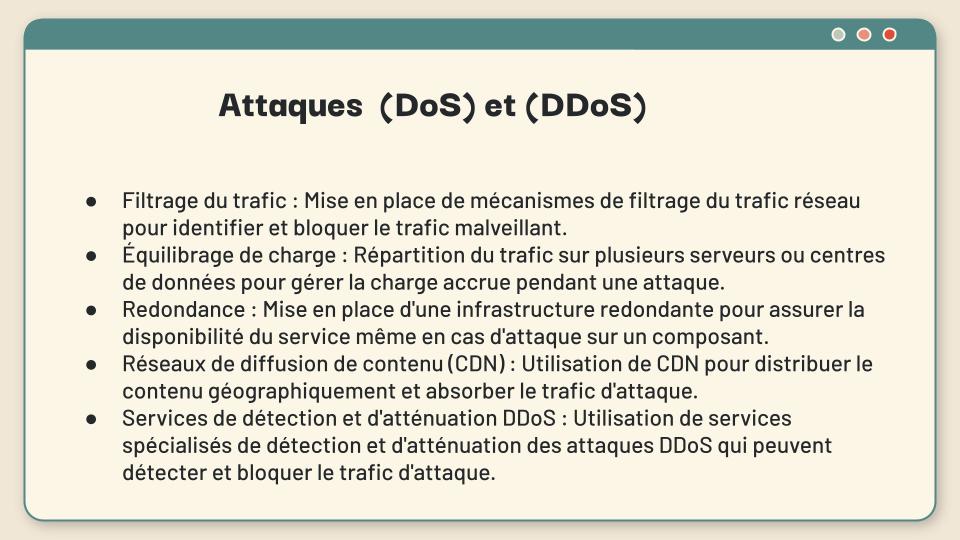 Attaques (DoS) et (DDoS)
● Filtrage du trafic : Mise en place de mécanismes de filtrage du trafic réseau
pour identifier et bloquer le trafic malveillant.
● Équilibrage de charge : Répartition du trafic sur plusieurs serveurs ou centres
de données pour gérer la charge accrue pendant une attaque.
● Redondance : Mise en place d'une infrastructure redondante pour assurer la
disponibilité du service même en cas d'attaque sur un composant.
● Réseaux de diffusion de contenu (CDN) : Utilisation de CDN pour distribuer le
contenu géographiquement et absorber le trafic d'attaque.
● Services de détection et d'atténuation DDoS : Utilisation de services
spécialisés de détection et d'atténuation des attaques DDoS qui peuvent
détecter et bloquer le trafic d'attaque.